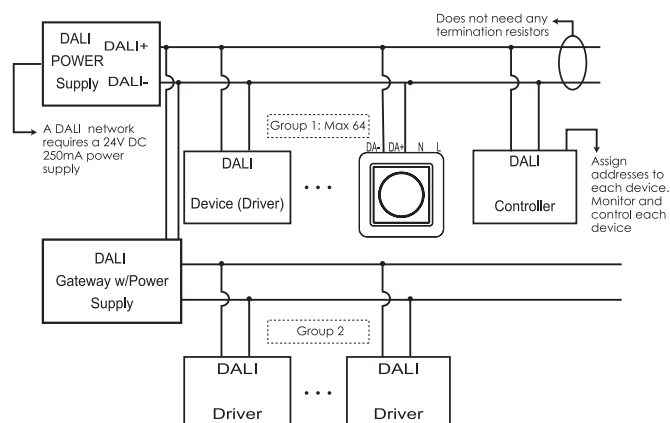 DALI
DALI+
POWER
Supply
DALI-
Does not need any
termination resistors
A DALI network
requires a 24V DC
250mA power
supply
Group 1: Max 64
DALI
Device (Driver)
...
DA- DA+ N L
DALI
Controller
Assign
addresses to
each device.
Monitor and
control each
device
DALI
Gateway w/Power
Supply
Group 2
DALI
Driver
...
DALI
Driver